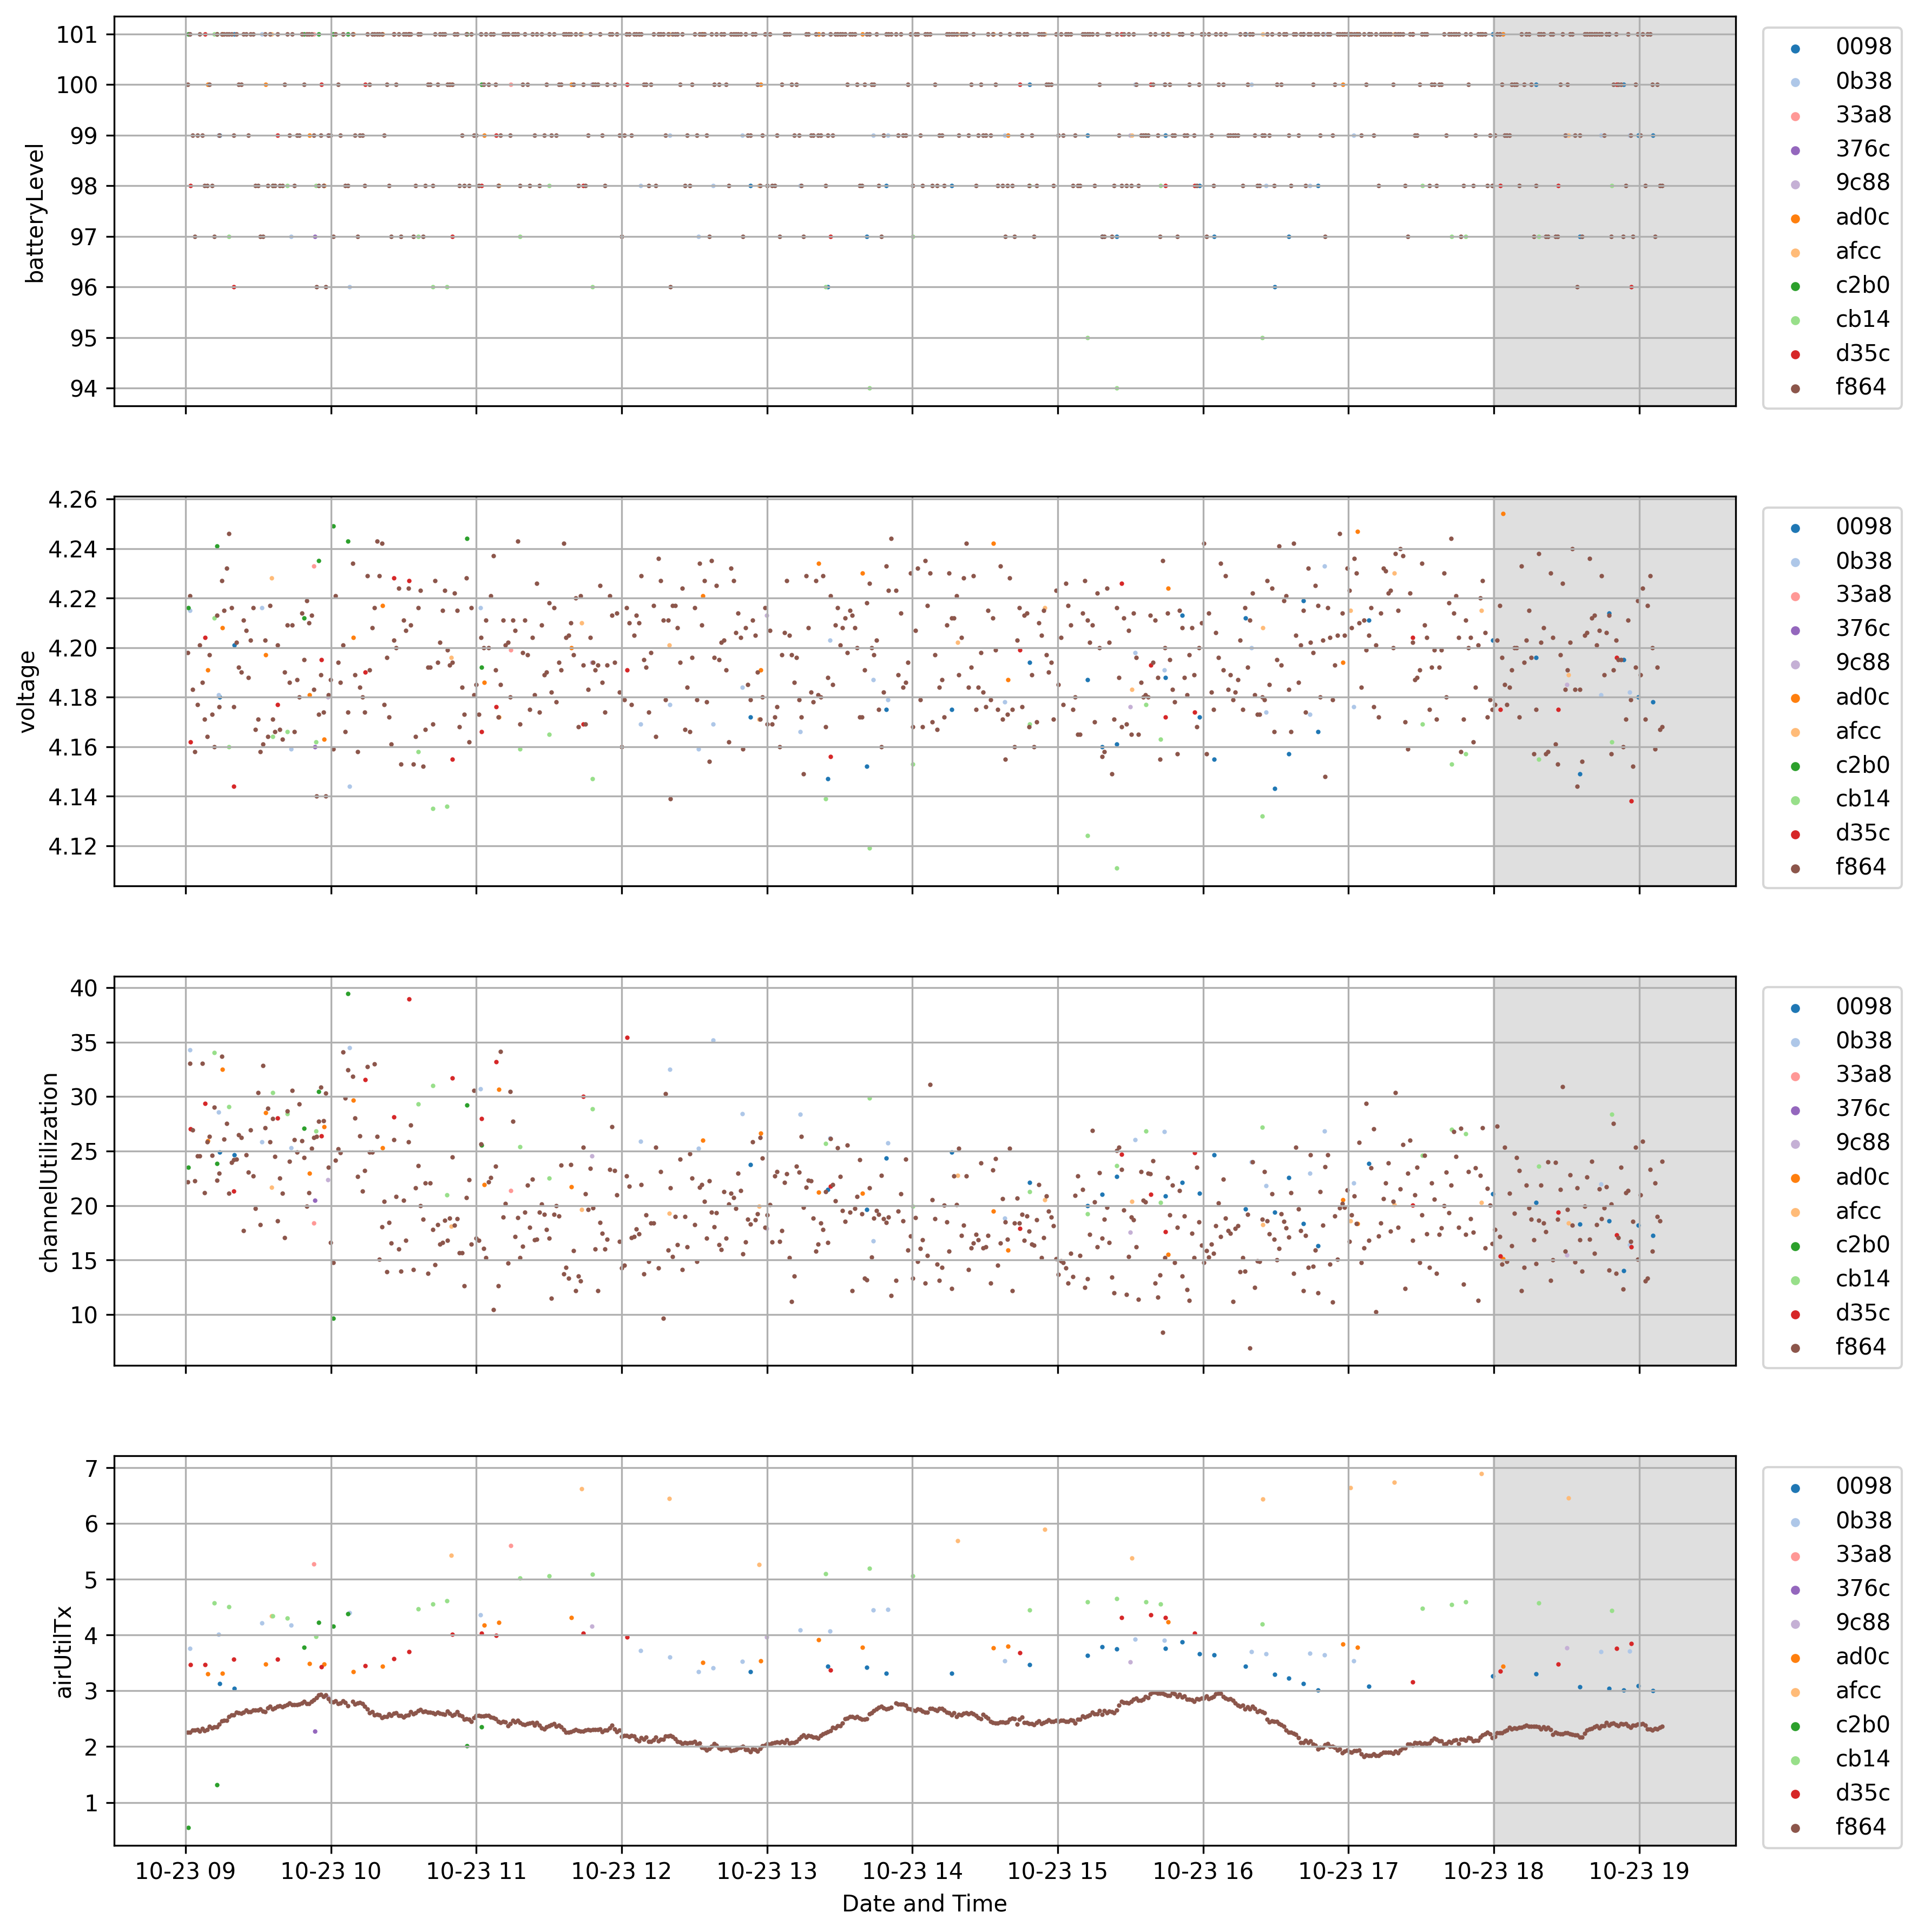 101
100
99
98
97
96
95
94
batteryLevel
0098
0b38
33a8
376c
9c88
ad0c
afcc
c2b0
cb14
d35c
f864
4.26
4.24
4.22
4.20
4.18
4.16
4.14
4.12
voltage
0098
0b38
33a8
376c
9c88
ad0c
afcc
c2b0
cb14
d35c
f864
40
35
30
25
20
15
10
channelUtilization
0098
0b38
33a8
376c
9c88
ad0c
afcc
c2b0
cb14
d35c
f864
7
6
5
4
3
2
1
airUtilTx
0098
0b38
33a8
376c
9c88
ad0c
afcc
c2b0
cb14
d35c
f864
10-23 09 10-23 10 10-23 11 10-23 12 10-23 13 10-23 14 10-23 15 10-23 16 10-23 17 10-23 18 10-23 19
Date and Time